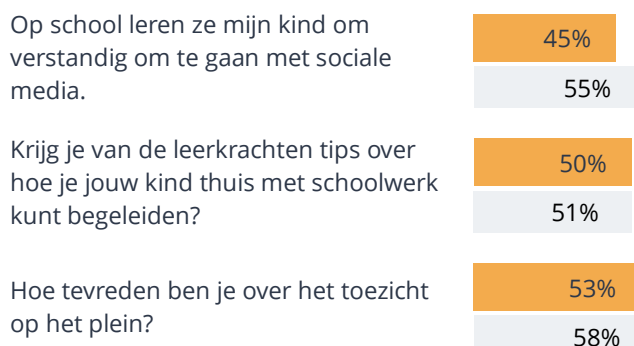 Op school leren ze mijn kind om
verstandig om te gaan met sociale
media.
45%
55%
Krijg je van de leerkrachten tips over
hoe je jouw kind thuis met schoolwerk
kunt begeleiden?
50%
51%
Hoe tevreden ben je over het toezicht
op het plein?
53%
58%